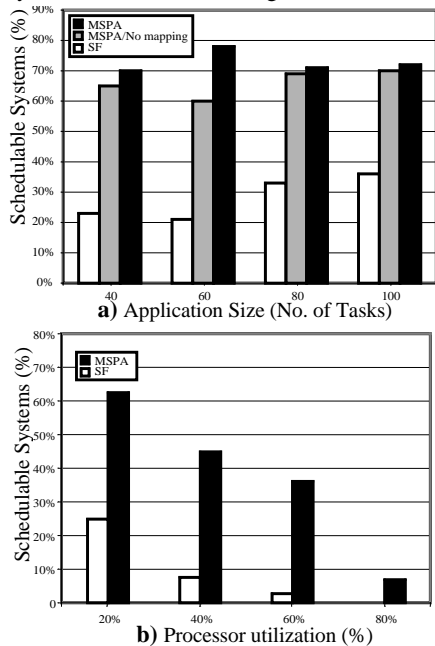 90%
80%
70%
60%
50%
40%
30%
20%
10%
0%
Schedulable Systems (%)
MSPA
MSPA/No mapping
SF
40 60 80 100
a) Application Size (No. of Tasks)
80%
70%
60%
50%
40%
30%
20%
10%
0
Schedulable Systems (%)
MSPA
SF
20% 40% 60% 80%
b) Processor utilization (%)